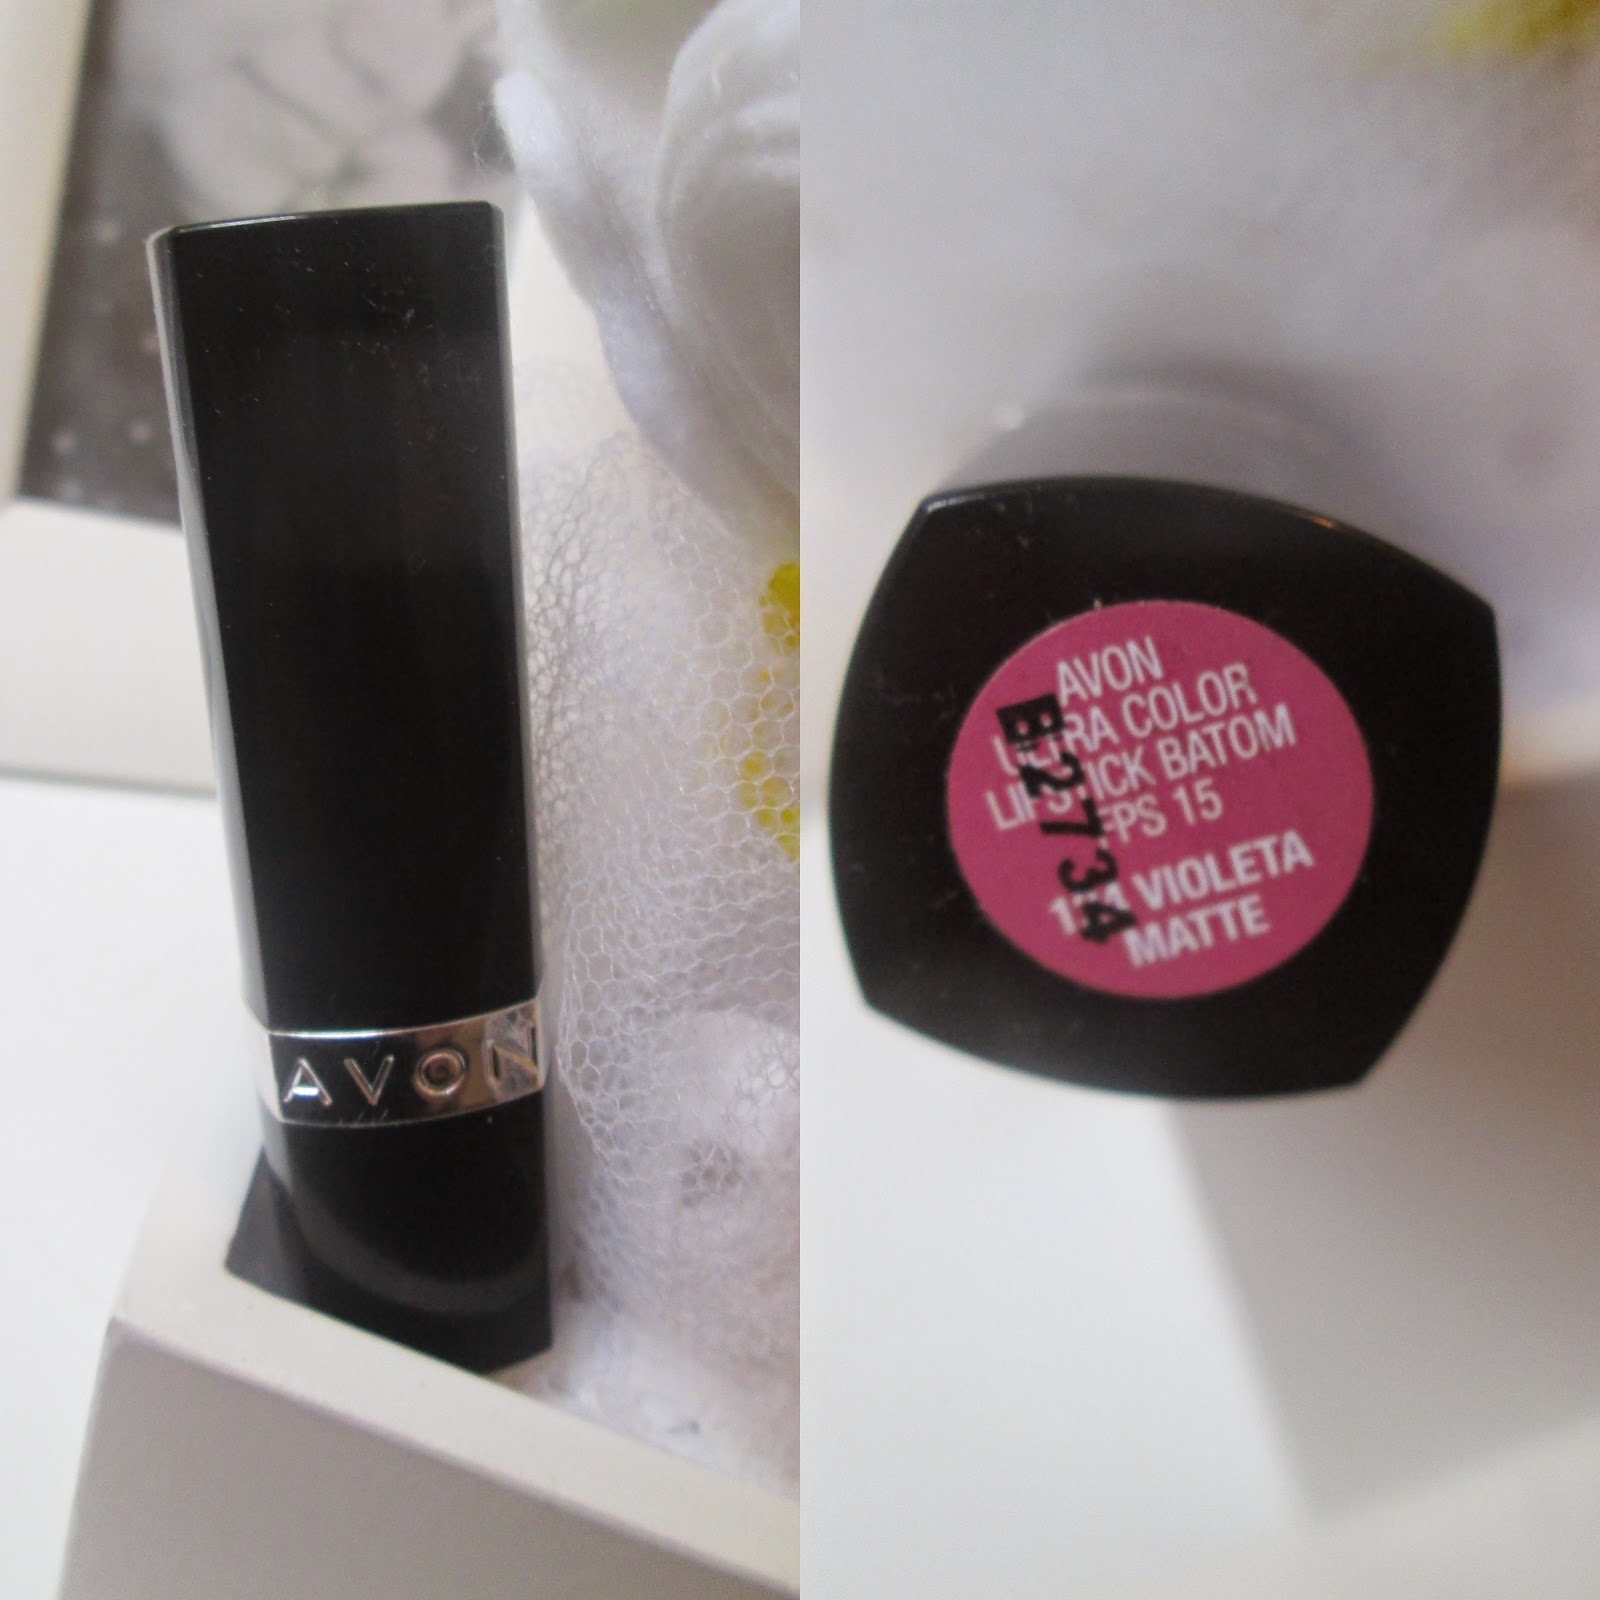 AVON
AVON
ULTRA COLOR
LIPSTICK BATOM
FPS 15
VIOLETA
MATTE
B2734